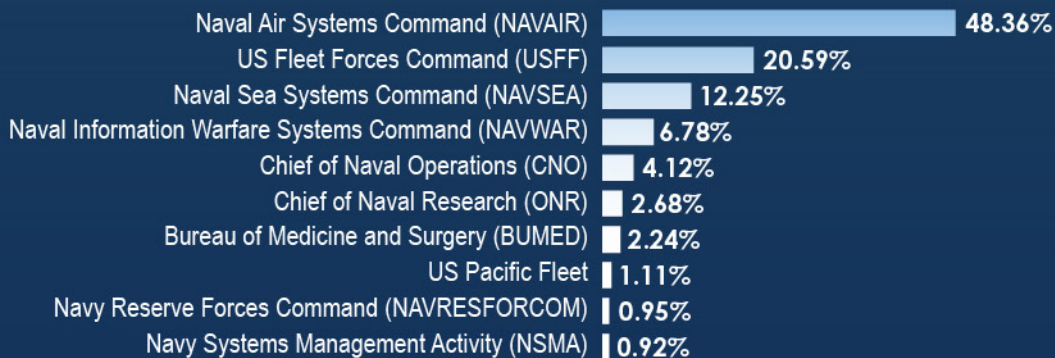 Naval Air Systems Command (NAVAIR) 48.36%
US Fleet Forces Command (USFF) 20.59%
Naval Sea Systems Command (NAVSEA) 12.25%
Naval Information Warfare Systems Command (NAVWAR) 6.78%
Chief of Naval Operations (CNO) 4.12%
Chief of Naval Research (ONR) 2.68%
Bureau of Medicine and Surgery (BUMED) 2.24%
US Pacific Fleet 1.11%
Navy Reserve Forces Command (NAVRESFORCOM) 0.95%
Navy Systems Management Activity (NSMA) 0.92%